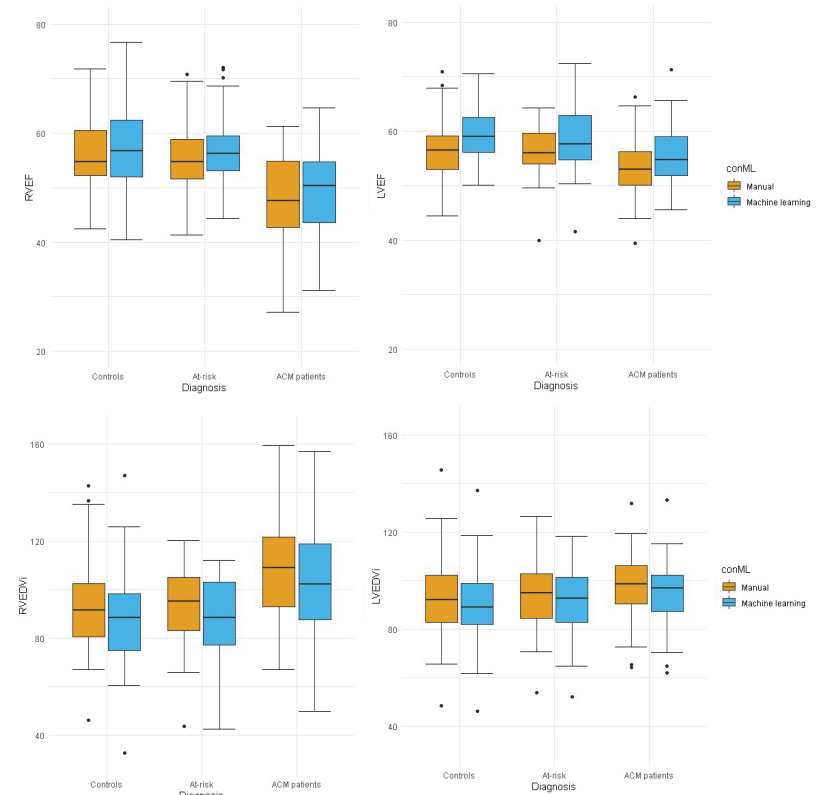 80
60
40
20
RVEF
Controls
At-risk
ACM patients
Diagnosis
80
60
40
20
LVEF
Controls
At-risk
ACM patients
Diagnosis
conML
Manual
Machine learning
160
120
80
40
RVEDVi
Controls
At-risk
ACM patients
Diagnosis
160
120
80
40
LVEDVi
Controls
At-risk
ACM patients
Diagnosis
conML
Manual
Machine learning